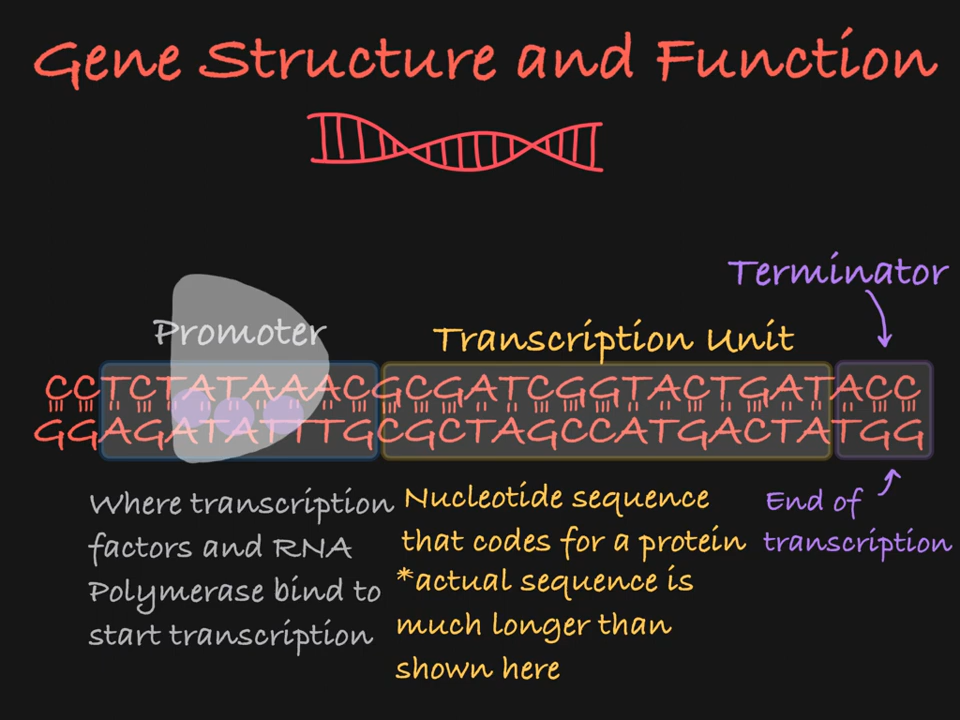 Gene Structure and Function
Terminator
Promoter
Transcription Unit
CCTCTATAAACGCGATCGGTACTGATACC
GGAGATATTTGCGCTAGCCATGACTATGG
Where transcription
factors and RNA
Polymerase bind to
start transcription
Nucleotide sequence
that codes for a protein
*actual sequence is
much longer than
shown here
End of
transcription